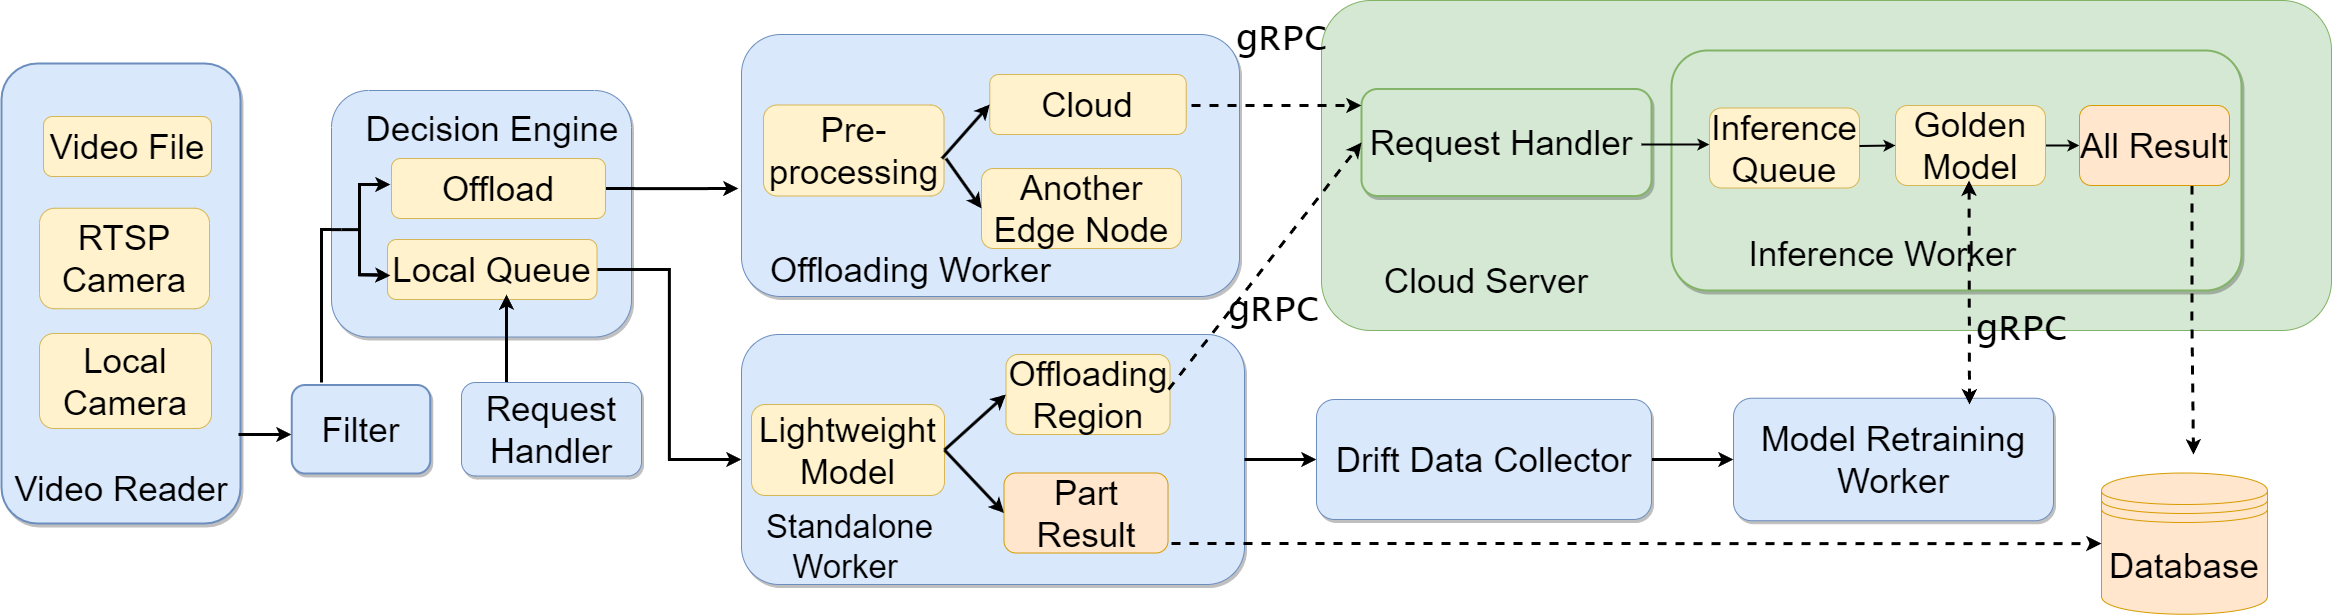 Video File
RTSP
Camera
Local
Camera
Video Reader
Filter
Decision Engine
Offload
Local Queue
Request
Handler
Pre-
processing
Cloud
Another
Edge Node
Offloading Worker
gRPC
Lightweight
Model
Offloading
Region
Part
Result
Standalone
Worker
gRPC
Request Handler
Cloud Server
Inference
Queue
Golden
Model
All Result
Inference Worker
gRPC
Drift Data Collector
Model Retraining
Worker
Database